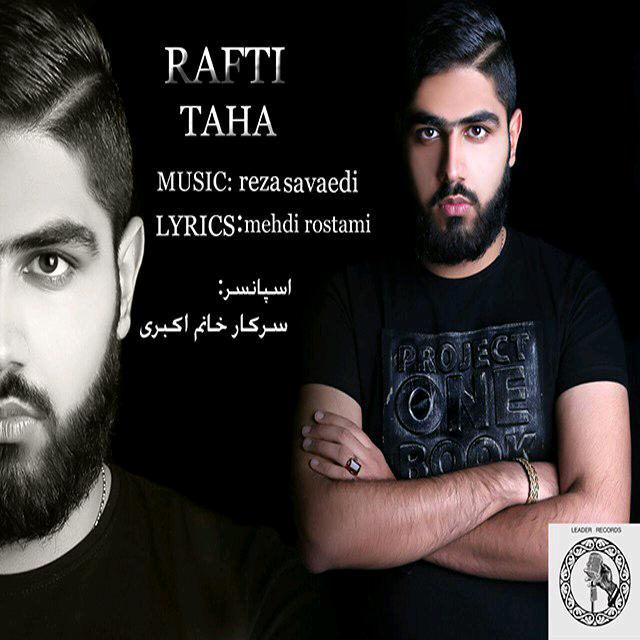 RAFTI
TAHA
MUSIC: reza savaedi
LYRICS:mehdi rostami
اسپانسر:
سرکار خانم اکبری
PROJECT
ONE
BOOK
LEADER RECORDS